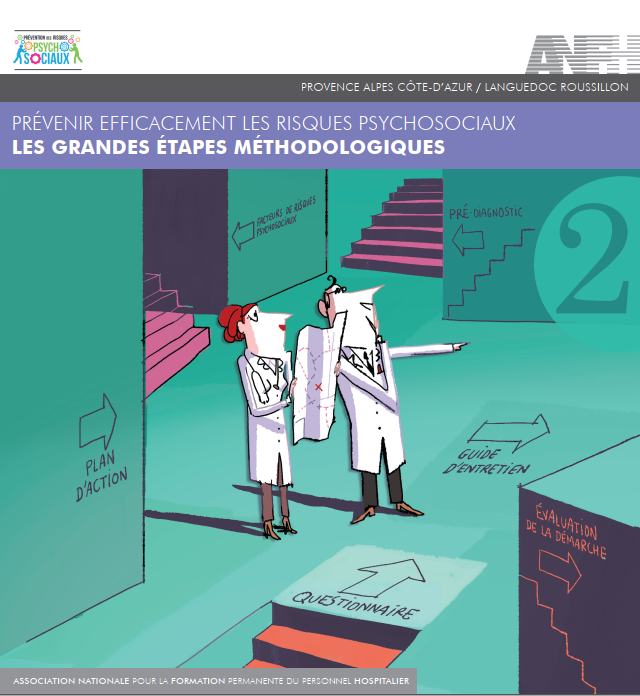 PRÉVENTION DES RISQUES
PSYCHO
SOCIAUX
ANFH
PROVENCE ALPES CÔTE-D'AZUR / LANGUEDOC ROUSSILLON
PRÉVENIR EFFICACEMENT LES RISQUES PSYCHOSOCIAUX
LES GRANDES ÉTAPES MÉTHODOLOGIQUES
FACTEURS DE RISQUES
PSYCHOSOCIAUX
PRÉ-DIAGNOSTIC
2
PLAN
D'ACTION
GUIDE
D'ENTRETIEN
ÉVALUATION
DE LA DÉMARCHE
QUESTIONNAIRE
ASSOCIATION NATIONALE POUR LA FORMATION PERMANENTE DU PERSONNEL HOSPITALIER